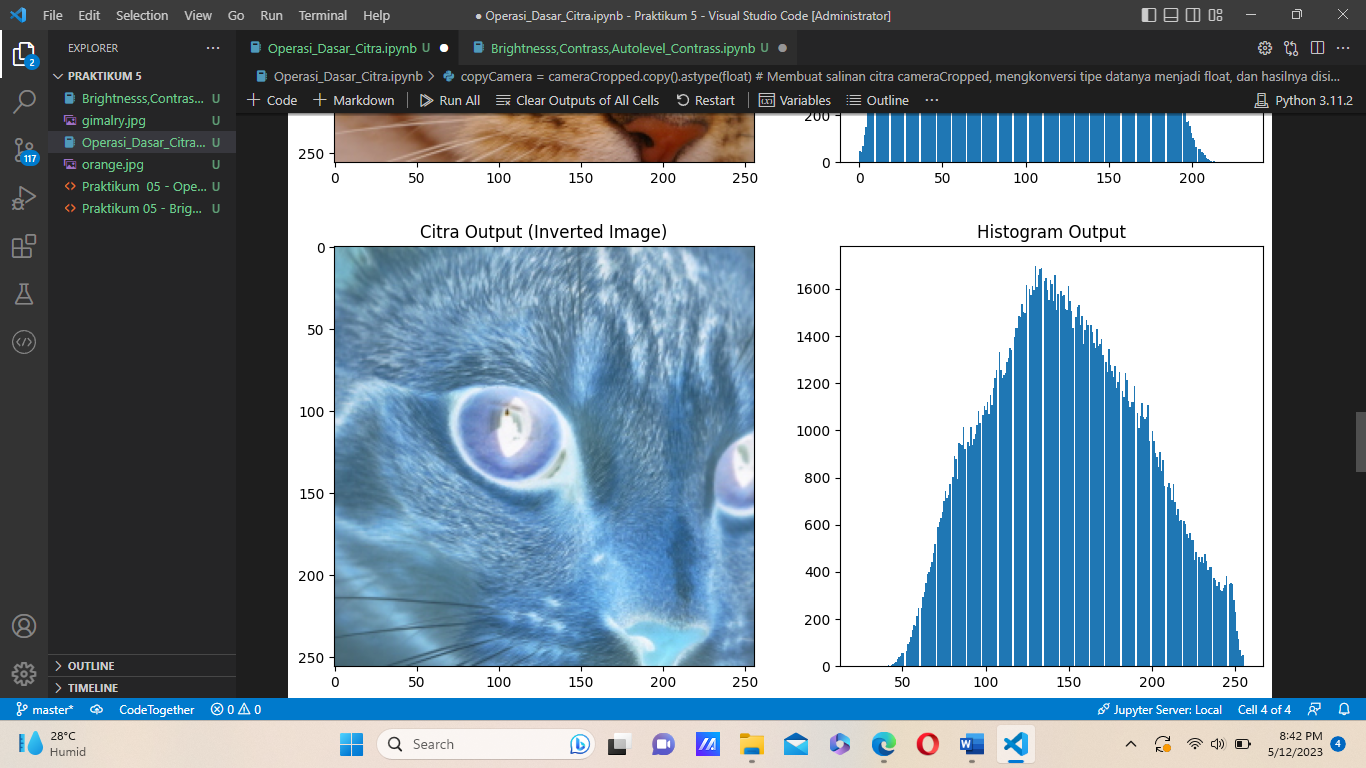 File Edit Selection View Go Run Terminal Help
● Operasi_Dasar_Citra.ipynb - Praktikum 5 - Visual Studio Code [Administrator]
EXPLORER
2
PRAKTIKUM 5
Brightnesss,Contras... U
gimalry.jpg U
Operasi_Dasar_Citra... U
orange.jpg U
Praktikum 05 - Ope... U
Praktikum 05 - Brig... U
117
OUTLINE
TIMELINE
Operasi_Dasar_Citra.ipynb U
Brightnesss,Contrass,Autolevel_Contrass.ipynb U
Operasi_Dasar_Citra.ipynb > copyCamera = cameraCropped.copy().astype(float) # Membuat salinan citra cameraCropped, mengkonversi tipe datanya menjadi float, dan hasilnya disi...
+ Code + Markdown Run All Clear Outputs of All Cells Restart Variables Outline ... Python 3.11.2
250
0 50 100 150 200 250
200
0
0 50 100 150 200
Citra Output (Inverted Image)
0
50
100
150
200
250
0 50 100 150 200 250
Histogram Output
1600
1400
1200
1000
800
600
400
200
0
50 100 150 200 250
master* CodeTogether 0 0 Jupyter Server: Local Cell 4 of 4
28°C
Humid
Search
8:42 PM
5/12/2023
4